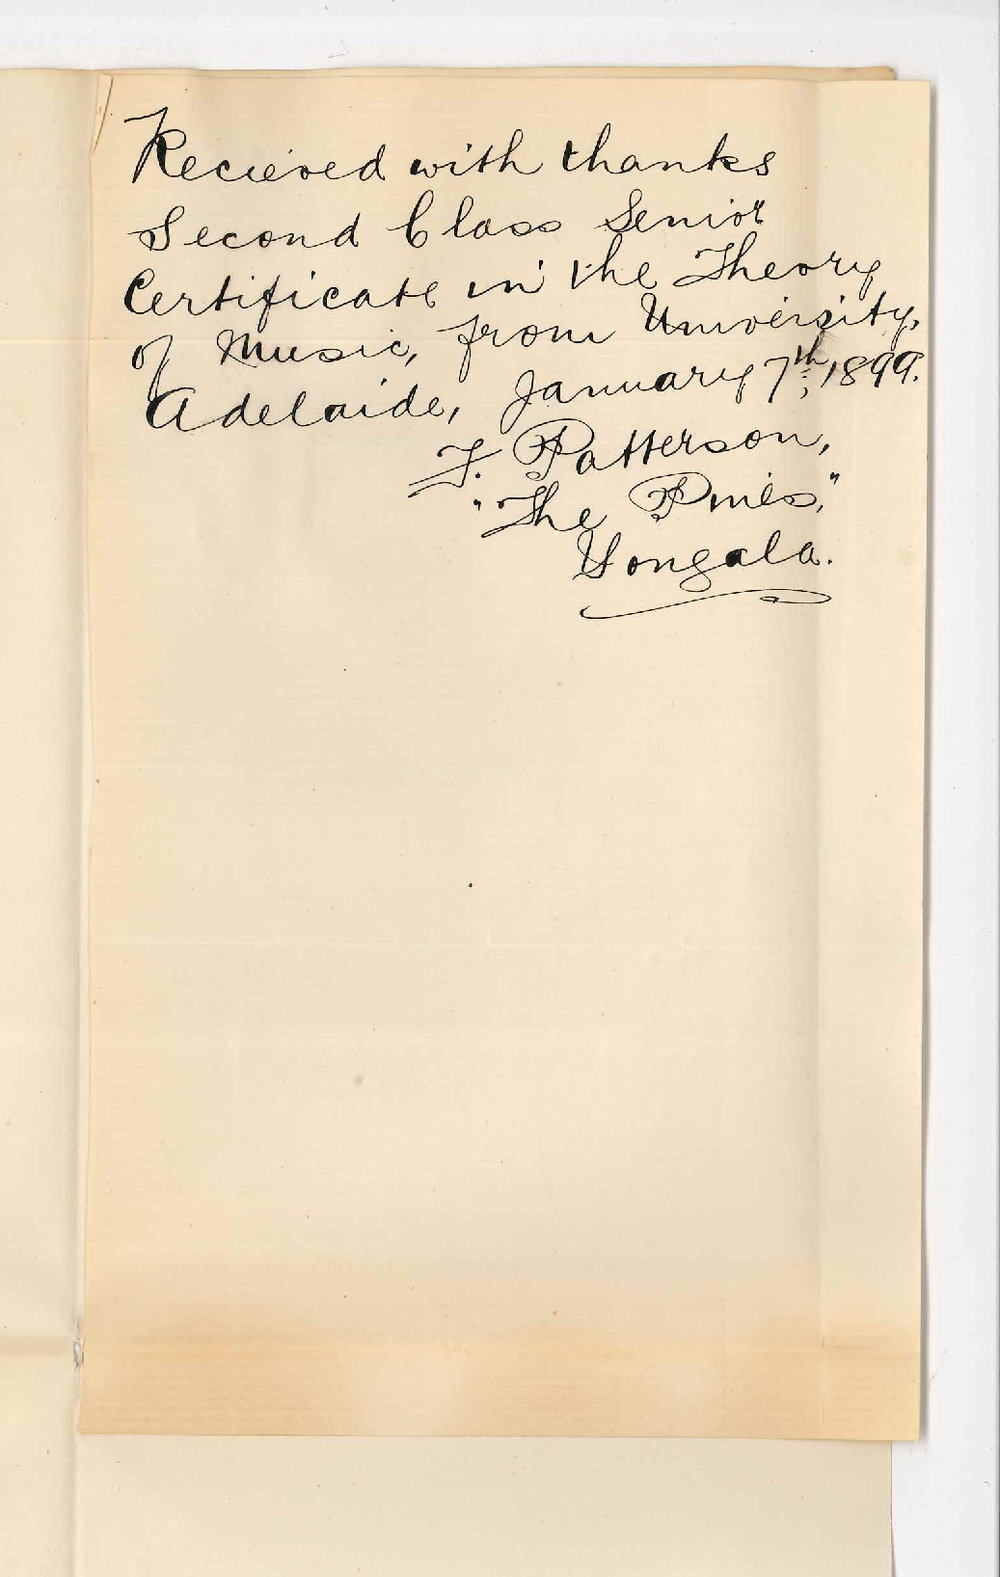 Recieved with thanks
Second Class Senior
Certificate in the Theory
of Music, from University,
Adelaide, January 7th, 1899.
F. Patterson,
"The Pines,"
Yongala.